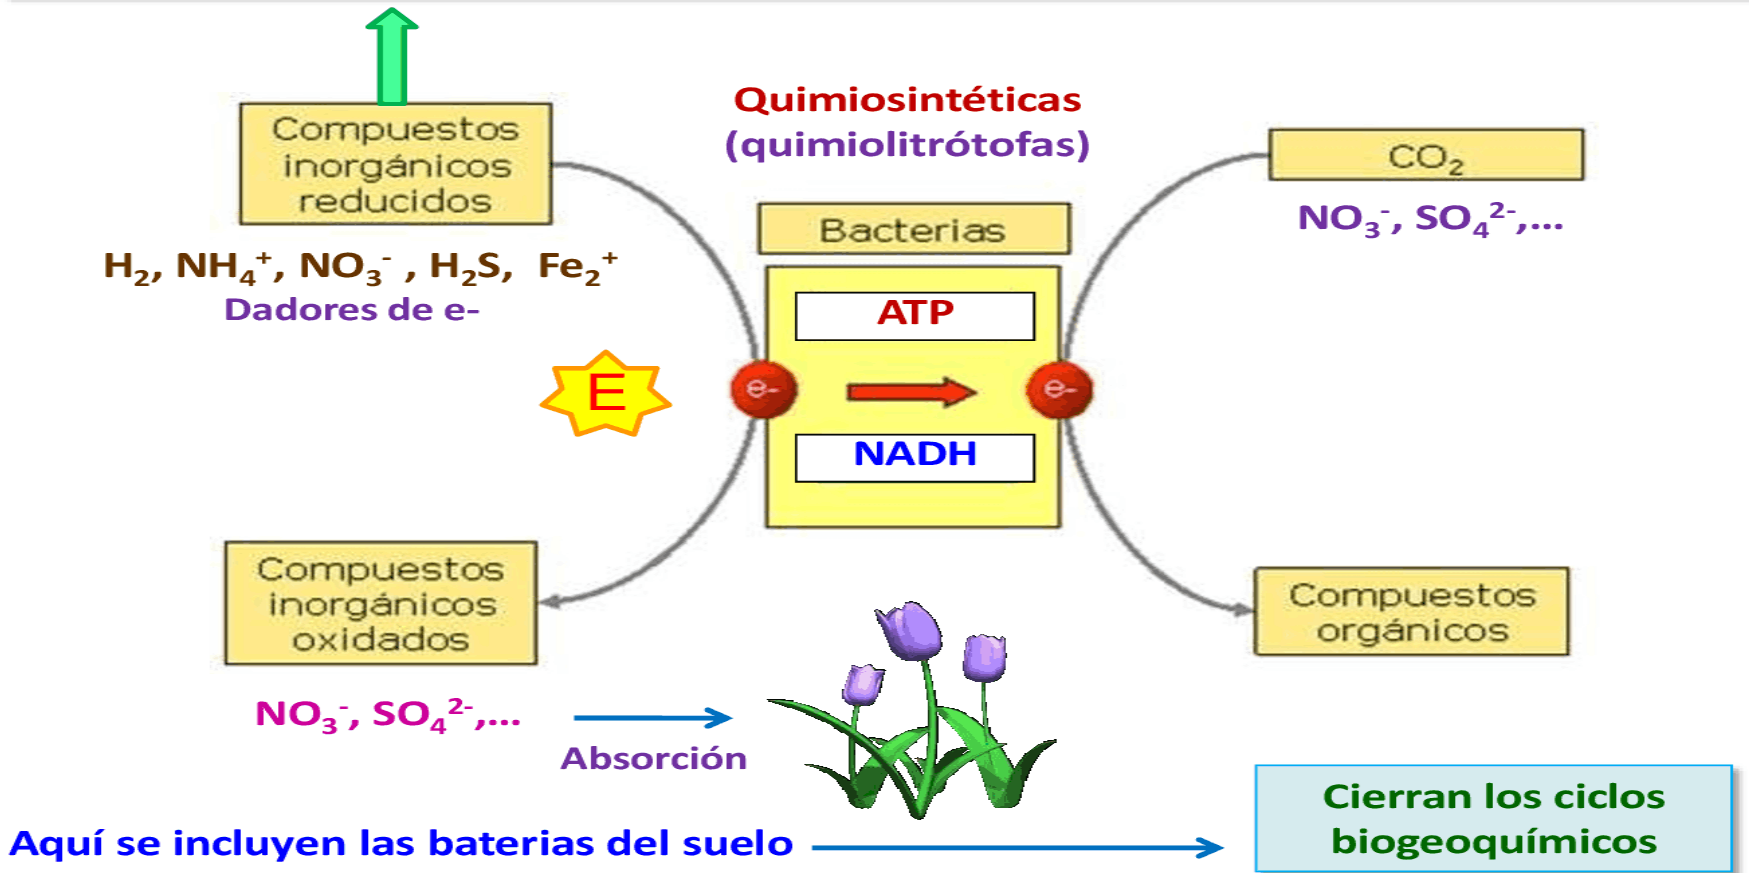 Quimiosintéticas
(quimiolitrótofas)
Compuestos
inorgánicos
reducidos
H₂, NH₄⁺, NO₃⁻ , H₂S, Fe₂⁺
Dadores de e-
CO₂
NO₃⁻, SO₄²⁻,...
Bacterias
ATP
E
e-
e-
NADH
Compuestos
inorgánicos
oxidados
Compuestos
orgánicos
NO₃⁻, SO₄²⁻,...
Absorción
Cierran los ciclos
biogeoquímicos
Aquí se incluyen las baterias del suelo